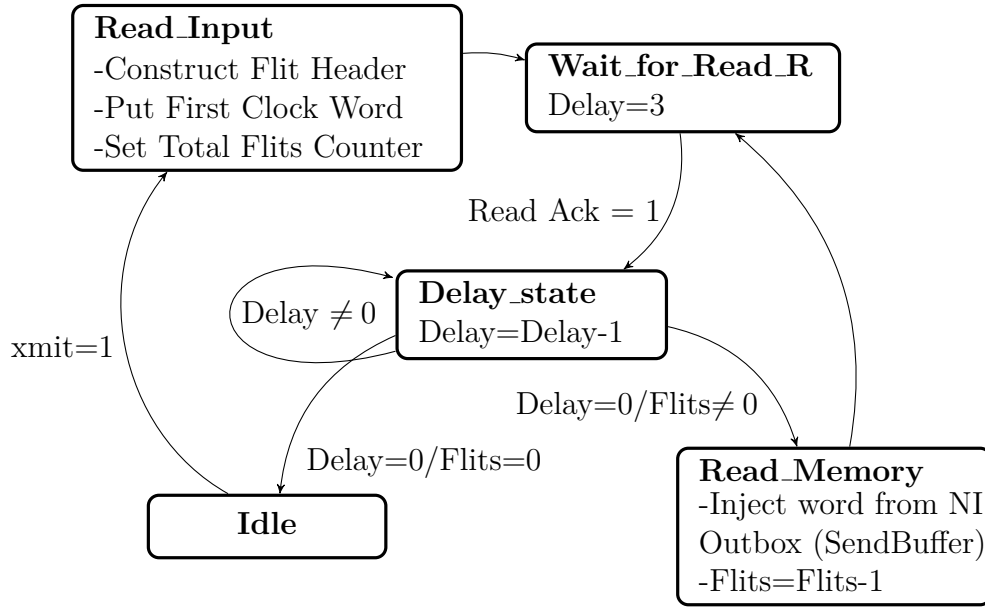 Read_Input
-Construct Flit Header
-Put First Clock Word
-Set Total Flits Counter
Wait_for_Read_R
Delay=3
Read Ack = 1
Delay_state
Delay=Delay-1
Delay ≠ 0
xmit=1
Delay=0/Flits≠ 0
Delay=0/Flits=0
Read_Memory
-Inject word from NI
Outbox (SendBuffer)
-Flits=Flits-1
Idle